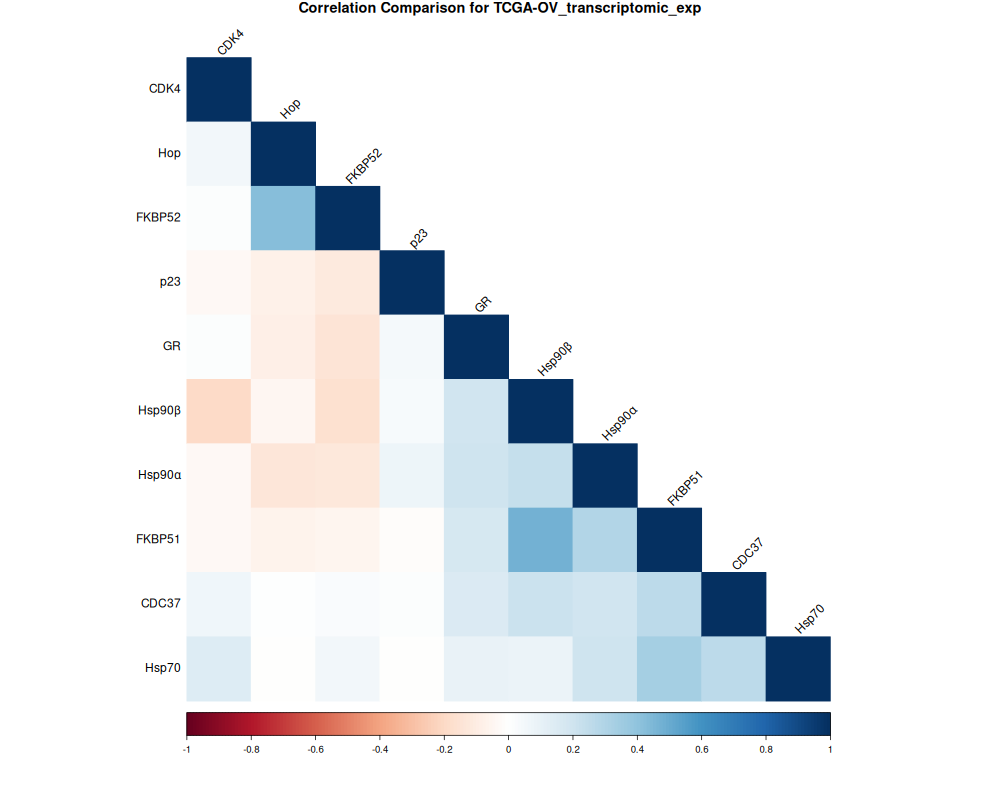 Correlation Comparison for TCGA-OV_transcriptomic_exp
CDK4
CDK4
Hop
Hop
FKBP52
FKBP52
p23
p23
GR
GR
Hsp90β
Hsp90β
Hsp90α
Hsp90α
FKBP51
FKBP51
CDC37
CDC37
Hsp70
Hsp70
-1 -0.8 -0.6 -0.4 -0.2 0 0.2 0.4 0.6 0.8 1